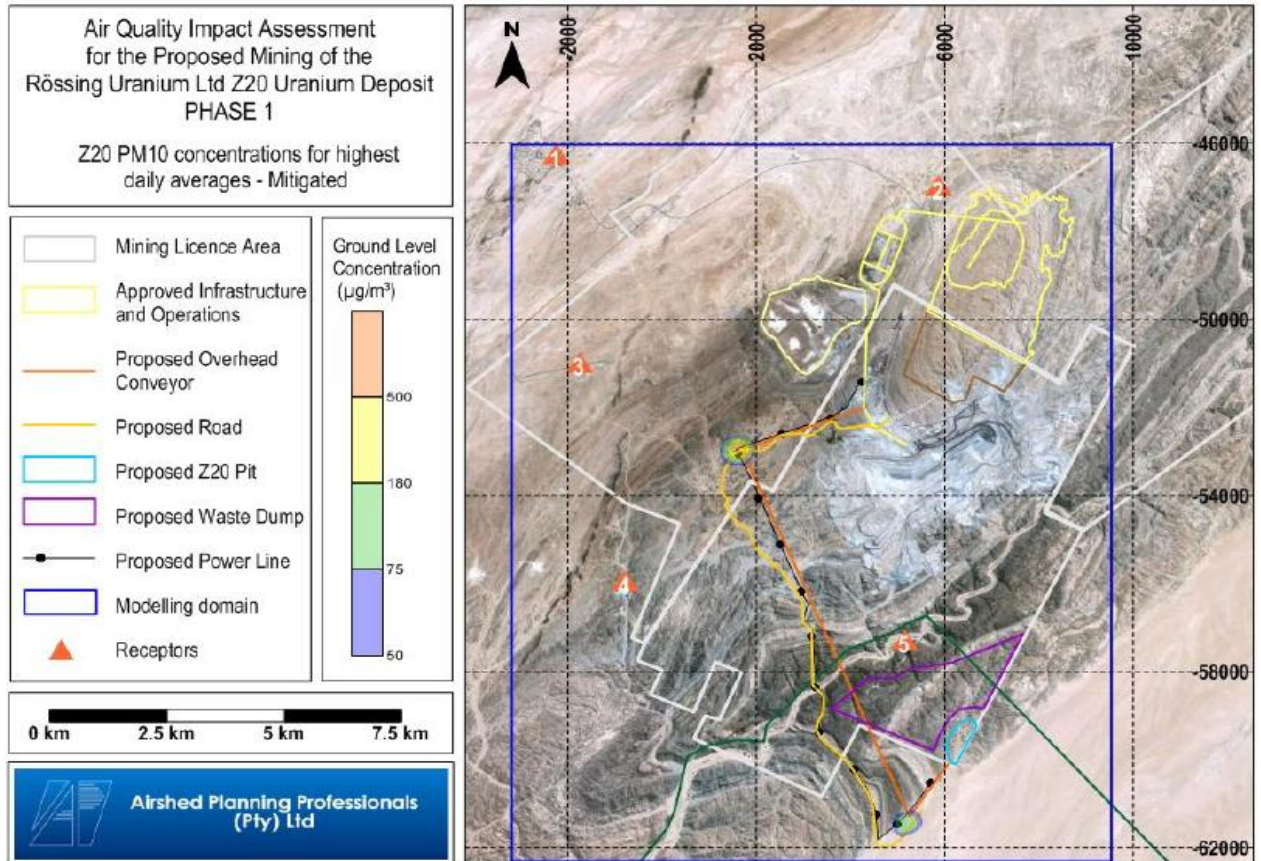 Air Quality Impact Assessment
for the Proposed Mining of the
Rössing Uranium Ltd Z20 Uranium Deposit
PHASE 1
Z20 PM10 concentrations for highest
daily averages - Mitigated
Mining Licence Area
Approved Infrastructure
and Operations
Proposed Overhead
Conveyor
Proposed Road
Proposed Z20 Pit
Proposed Waste Dump
Proposed Power Line
Modelling domain
Receptors
Ground Level
Concentration
(µg/m³)
500
180
75
50
0 km 2.5 km 5 km 7.5 km
Airshed Planning Professionals
(Pty) Ltd
N
-2000
2000
6000
10000
-46000
-50000
-54000
-58000
-62000
1
2
3
4
5